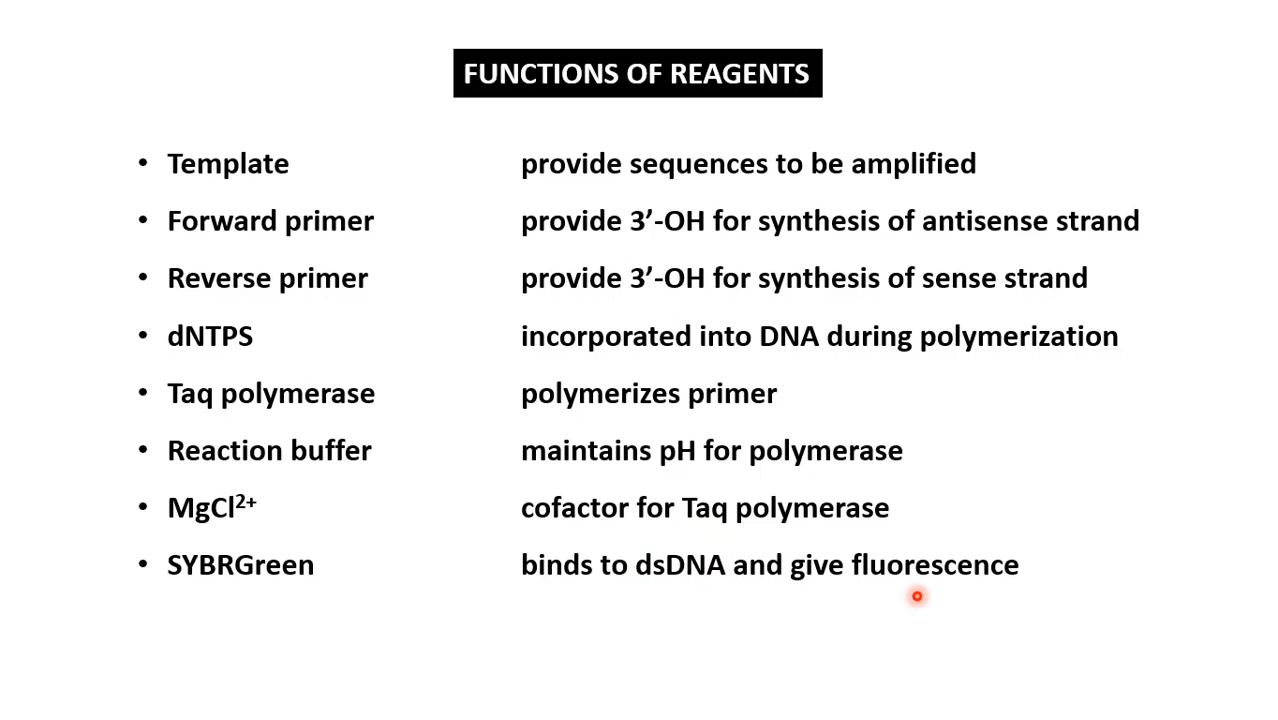 FUNCTIONS OF REAGENTS
• Template provide sequences to be amplified
• Forward primer provide 3’-OH for synthesis of antisense strand
• Reverse primer provide 3’-OH for synthesis of sense strand
• dNTPS incorporated into DNA during polymerization
• Taq polymerase polymerizes primer
• Reaction buffer maintains pH for polymerase
• MgCl²⁺ cofactor for Taq polymerase
• SYBRGreen binds to dsDNA and give fluorescence